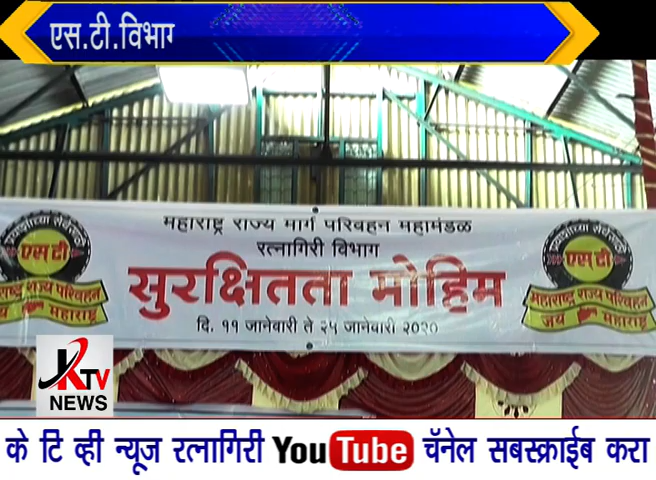 एस.टी.विभाग
महाराष्ट्र राज्य मार्ग परिवहन महामंडळ
रत्नागिरी विभाग
सुरक्षितता मोहिम
दि. ११ जानेवारी ते २५ जानेवारी २०२०
प्रवाशांच्या सेवेसाठी
एस टी
महाराष्ट्र राज्य परिवहन
जय महाराष्ट्र
एस टी
महाराष्ट्र राज्य परिवहन
जय महाराष्ट्र
KTV
NEWS
के टि व्ही न्यूज रत्नागिरी YouTube चॅनेल सबस्क्राईब करा